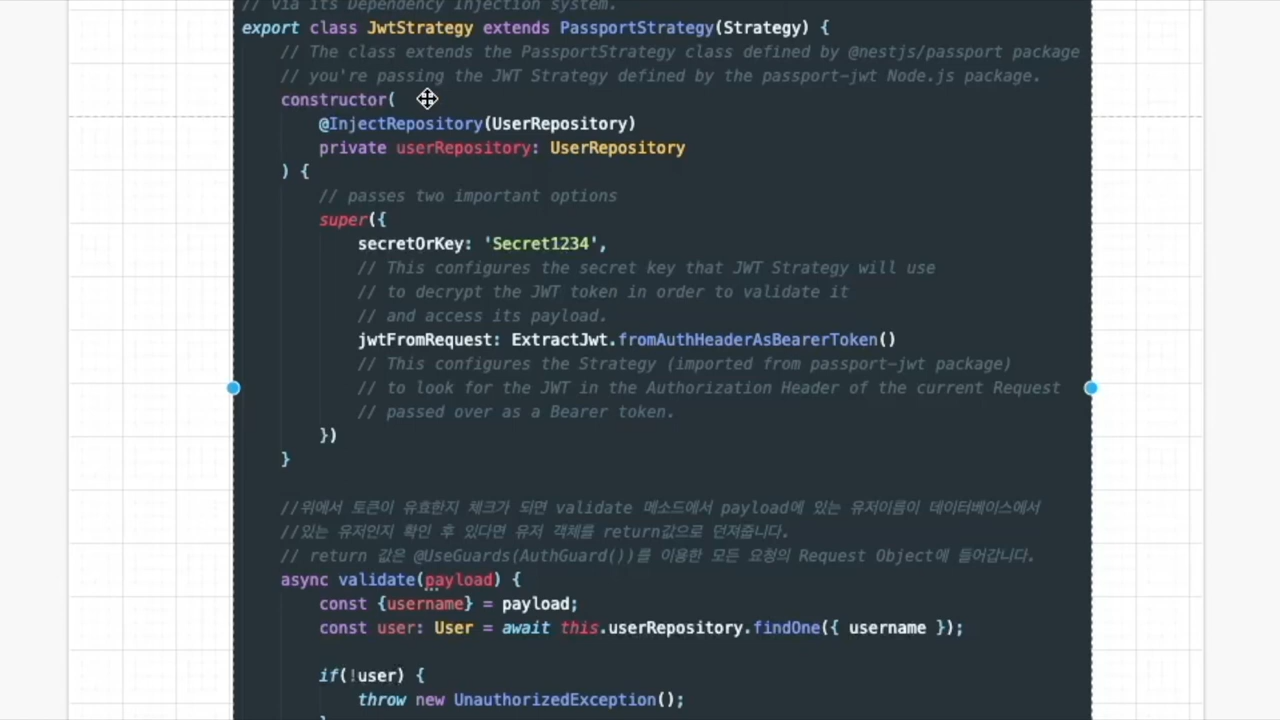 // via its Dependency Injection system.
export class JwtStrategy extends PassportStrategy(Strategy) {
// The class extends the PassportStrategy class defined by @nestjs/passport package
// you're passing the JWT Strategy defined by the passport-jwt Node.js package.
constructor(
@InjectRepository(UserRepository)
private userRepository: UserRepository
) {
// passes two important options
super({
secretOrKey: 'Secret1234',
// This configures the secret key that JWT Strategy will use
// to decrypt the JWT token in order to validate it
// and access its payload.
jwtFromRequest: ExtractJwt.fromAuthHeaderAsBearerToken()
// This configures the Strategy (imported from passport-jwt package)
// to look for the JWT in the Authorization Header of the current Request
// passed over as a Bearer token.
})
}
//위에서 토큰이 유효한지 체크가 되면 validate 메소드에서 payload에 있는 유저이름이 데이터베이스에서
//있는 유저인지 확인 후 있다면 유저 객체를 return값으로 던져줍니다.
// return 값은 @UseGuards(AuthGuard())를 이용한 모든 요청의 Request Object에 들어갑니다.
async validate(payload) {
const {username} = payload;
const user: User = await this.userRepository.findOne({ username });
if(!user) {
throw new UnauthorizedException();
}